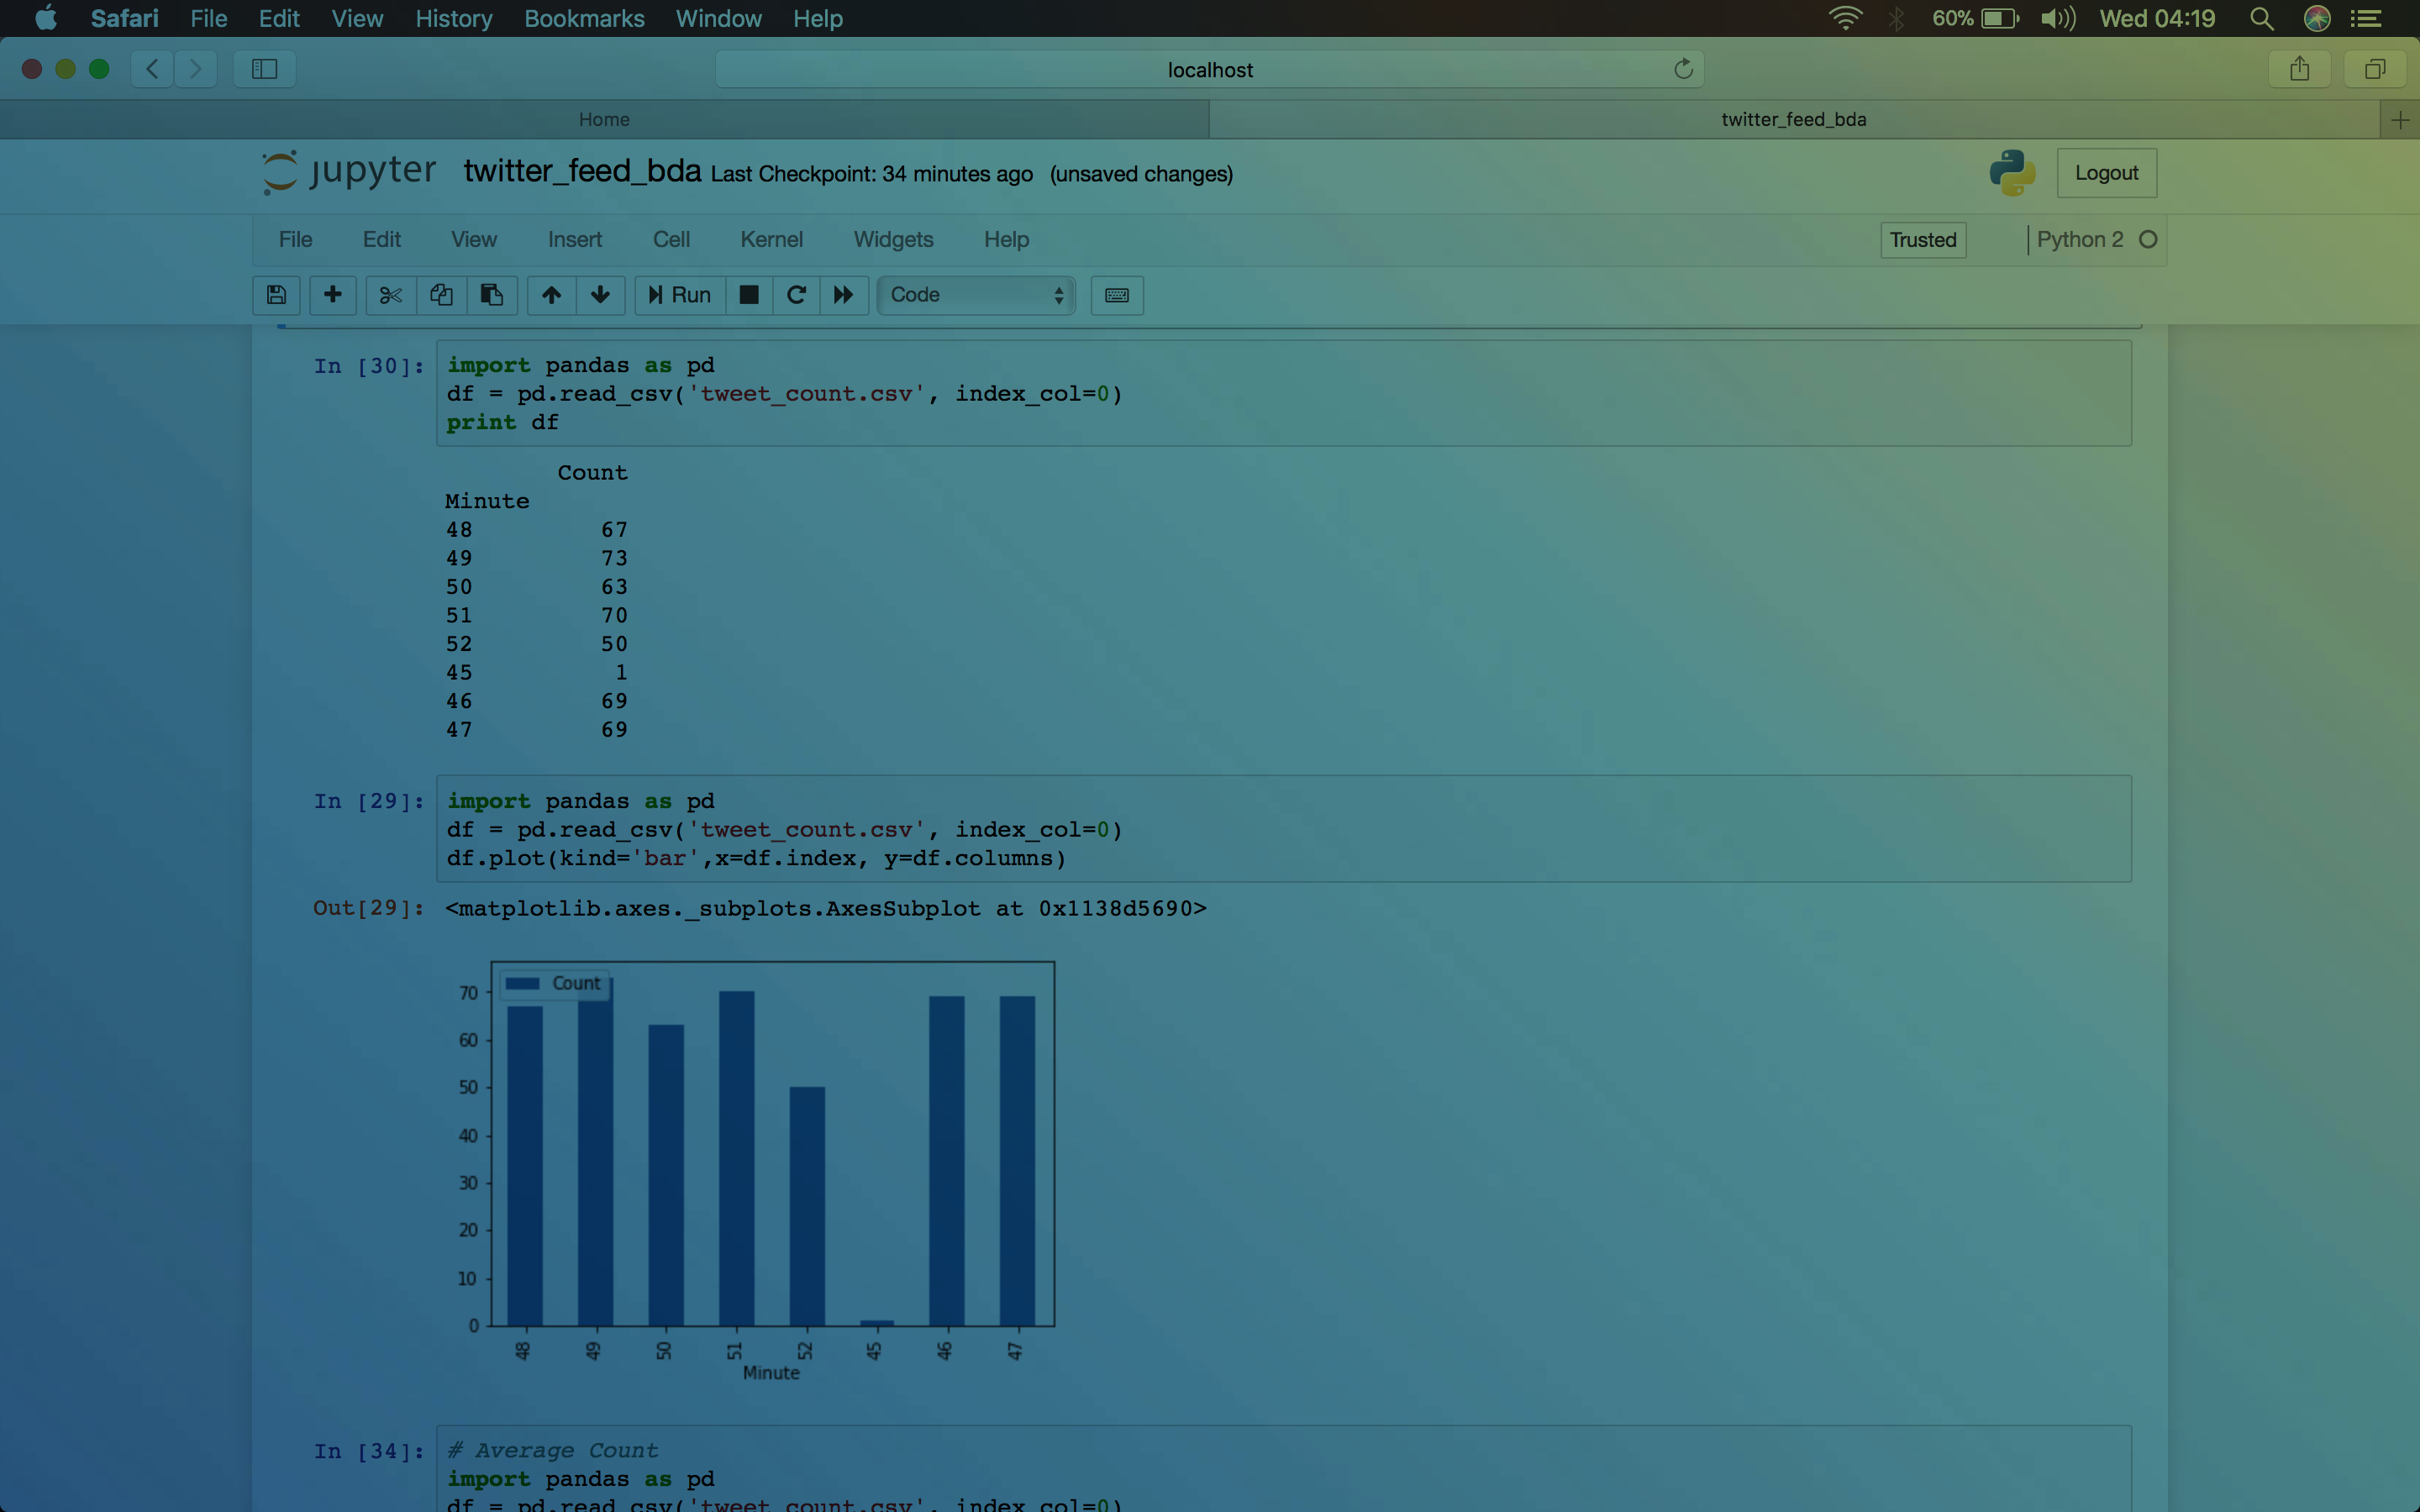 Safari File Edit View History Bookmarks Window Help 60% Wed 04:19
localhost
Home twitter_feed_bda
jupyter twitter_feed_bda Last Checkpoint: 34 minutes ago (unsaved changes) Logout
File Edit View Insert Cell Kernel Widgets Help Trusted Python 2
Run Code
In [30]: import pandas as pd
df = pd.read_csv('tweet_count.csv', index_col=0)
print df
Count
Minute
48 67
49 73
50 63
51 70
52 50
45 1
46 69
47 69
In [29]: import pandas as pd
df = pd.read_csv('tweet_count.csv', index_col=0)
df.plot(kind='bar',x=df.index, y=df.columns)
Out[29]: <matplotlib.axes._subplots.AxesSubplot at 0x1138d5690>
Count
70
60
50
40
30
20
10
0
48 49 50 51 52 45 46 47
Minute
In [34]: # Average Count
import pandas as pd
df = pd.read_csv('tweet_count.csv', index_col=0)